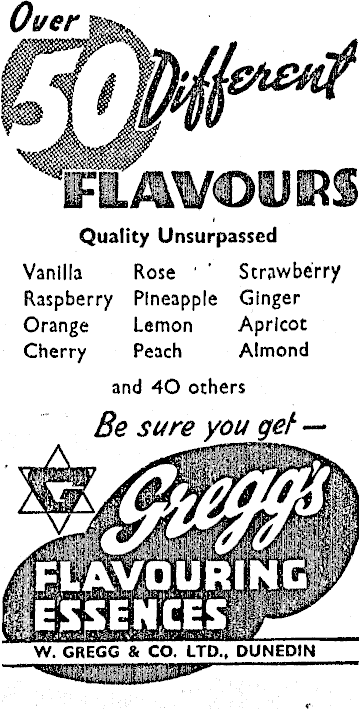 Over
50 Different
FLAVOURS
Quality Unsurpassed
Vanilla Rose Strawberry
Raspberry Pineapple Ginger
Orange Lemon Apricot
Cherry Peach Almond
and 40 others
Be sure you get —
G
Gregg's
FLAVOURING
ESSENCES
W. GREGG & CO. LTD., DUNEDIN